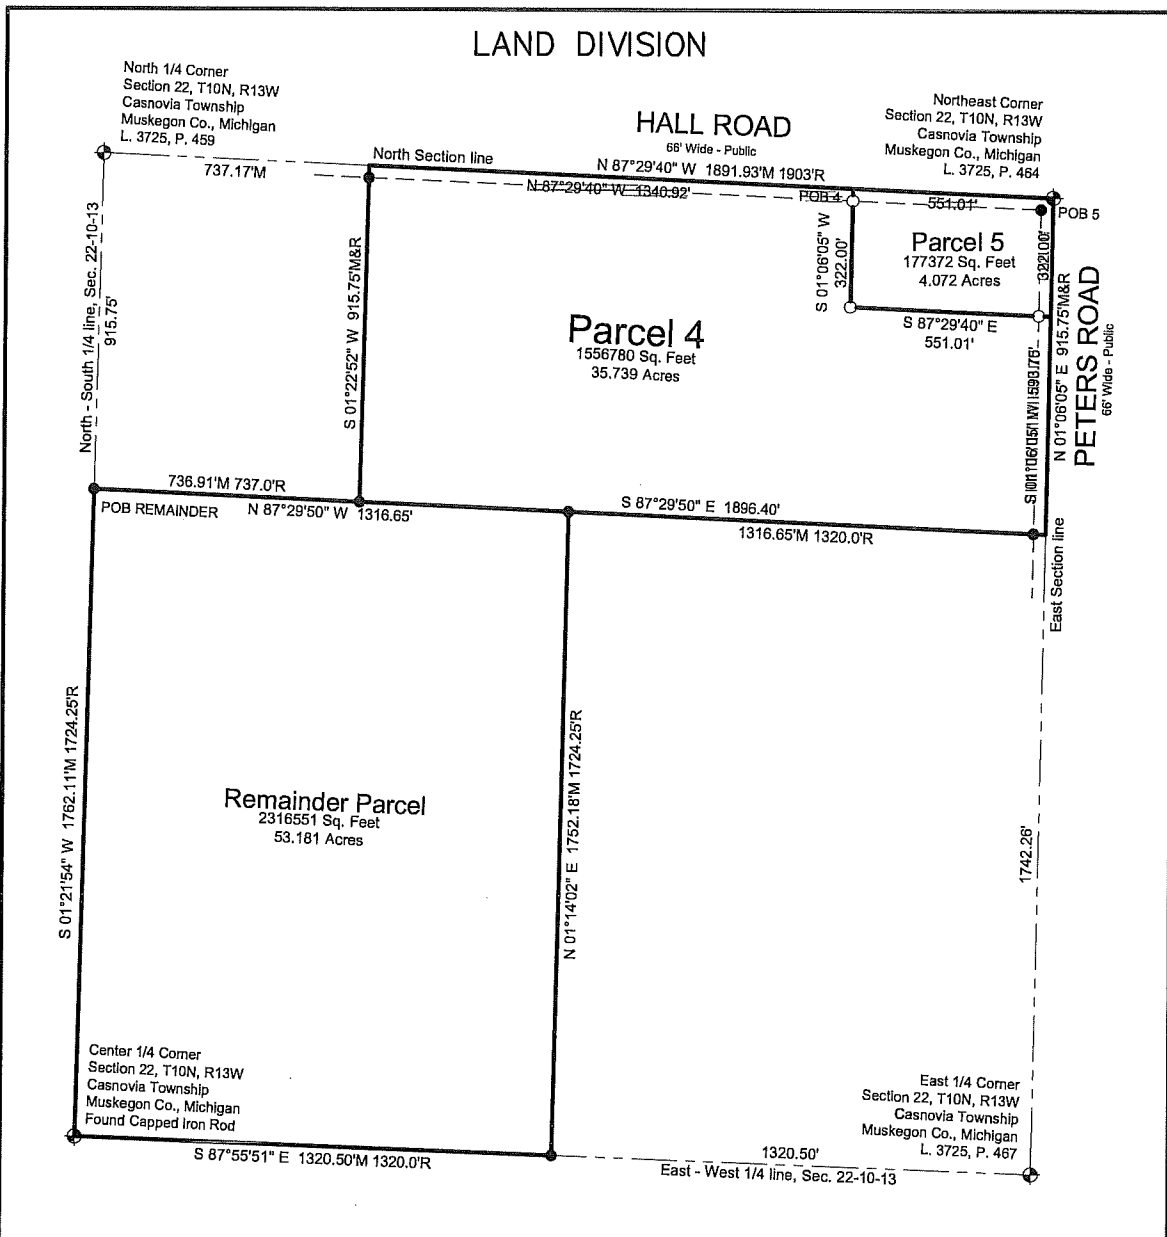 LAND DIVISION
North 1/4 Corner
Section 22, T10N, R13W
Casnovia Township
Muskegon Co., Michigan
L. 3725, P. 459
Northeast Corner
Section 22, T10N, R13W
Casnovia Township
Muskegon Co., Michigan
L. 3725, P. 464
HALL ROAD
66' Wide - Public
North Section line
N 87°29'40" W 1891.93'M 1903'R
737.17'M
N 87°29'40" W 1340.92'
POB 4
551.01'
POB 5
North - South 1/4 line, Sec. 22-10-13
915.75'
S 01°22'52" W 915.75'M&R
S 01°06'05" W
322.00'
Parcel 5
177372 Sq. Feet
4.072 Acres
322.00'
S 87°29'40" E
551.01'
Parcel 4
1556780 Sq. Feet
35.739 Acres
S 01°06'05" W 593.75'
N 01°06'05" E 915.75'M&R
PETERS ROAD
66' Wide - Public
736.91'M 737.0'R
POB REMAINDER
N 87°29'50" W 1316.65'
S 87°29'50" E 1896.40'
1316.65'M 1320.0'R
East Section line
S 01°21'54" W 1762.11'M 1724.25'R
Remainder Parcel
2316551 Sq. Feet
53.181 Acres
N 01°14'02" E 1752.18'M 1724.25'R
1742.26'
Center 1/4 Corner
Section 22, T10N, R13W
Casnovia Township
Muskegon Co., Michigan
Found Capped Iron Rod
East 1/4 Corner
Section 22, T10N, R13W
Casnovia Township
Muskegon Co., Michigan
L. 3725, P. 467
S 87°55'51" E 1320.50'M 1320.0'R
1320.50'
East - West 1/4 line, Sec. 22-10-13